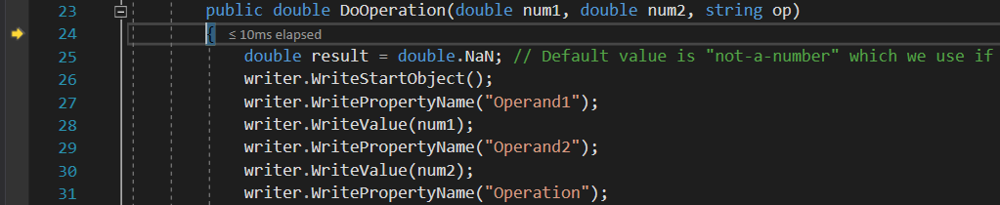 23 public double DoOperation(double num1, double num2, string op)
24 { ≤ 10ms elapsed
25 double result = double.NaN; // Default value is "not-a-number" which we use if
26 writer.WriteStartObject();
27 writer.WritePropertyName("Operand1");
28 writer.WriteValue(num1);
29 writer.WritePropertyName("Operand2");
30 writer.WriteValue(num2);
31 writer.WritePropertyName("Operation");